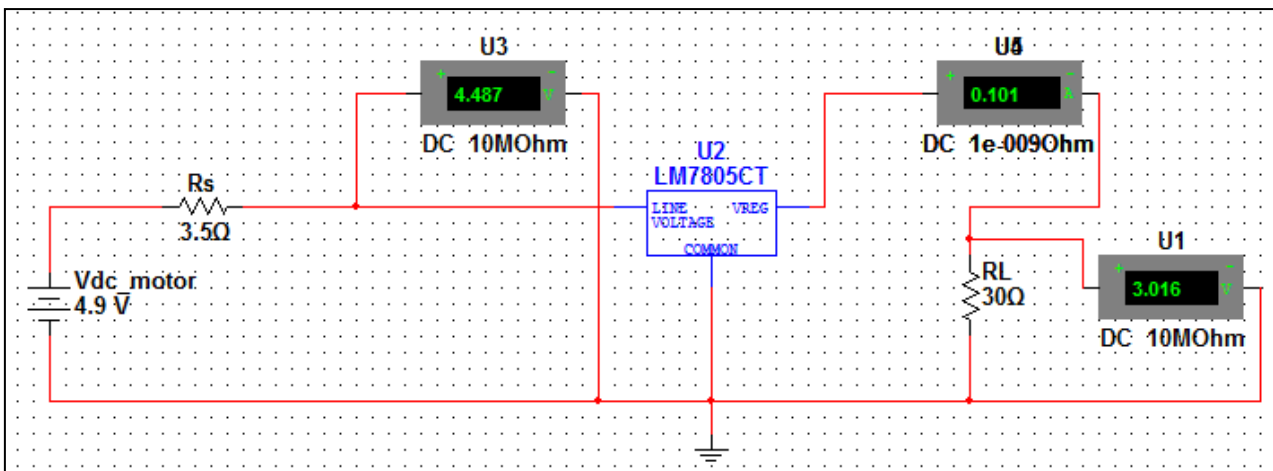 U3
+ -
4.487 V
DC 10MOhm
+ -
0.101 A
DC 1e-009Ohm
U2
LM7805CT
LINE VREG
VOLTAGE
COMMON
Rs
3.5Ω
Vdc_motor
4.9 V
RL
30Ω
U1
+ -
3.016 V
DC 10MOhm